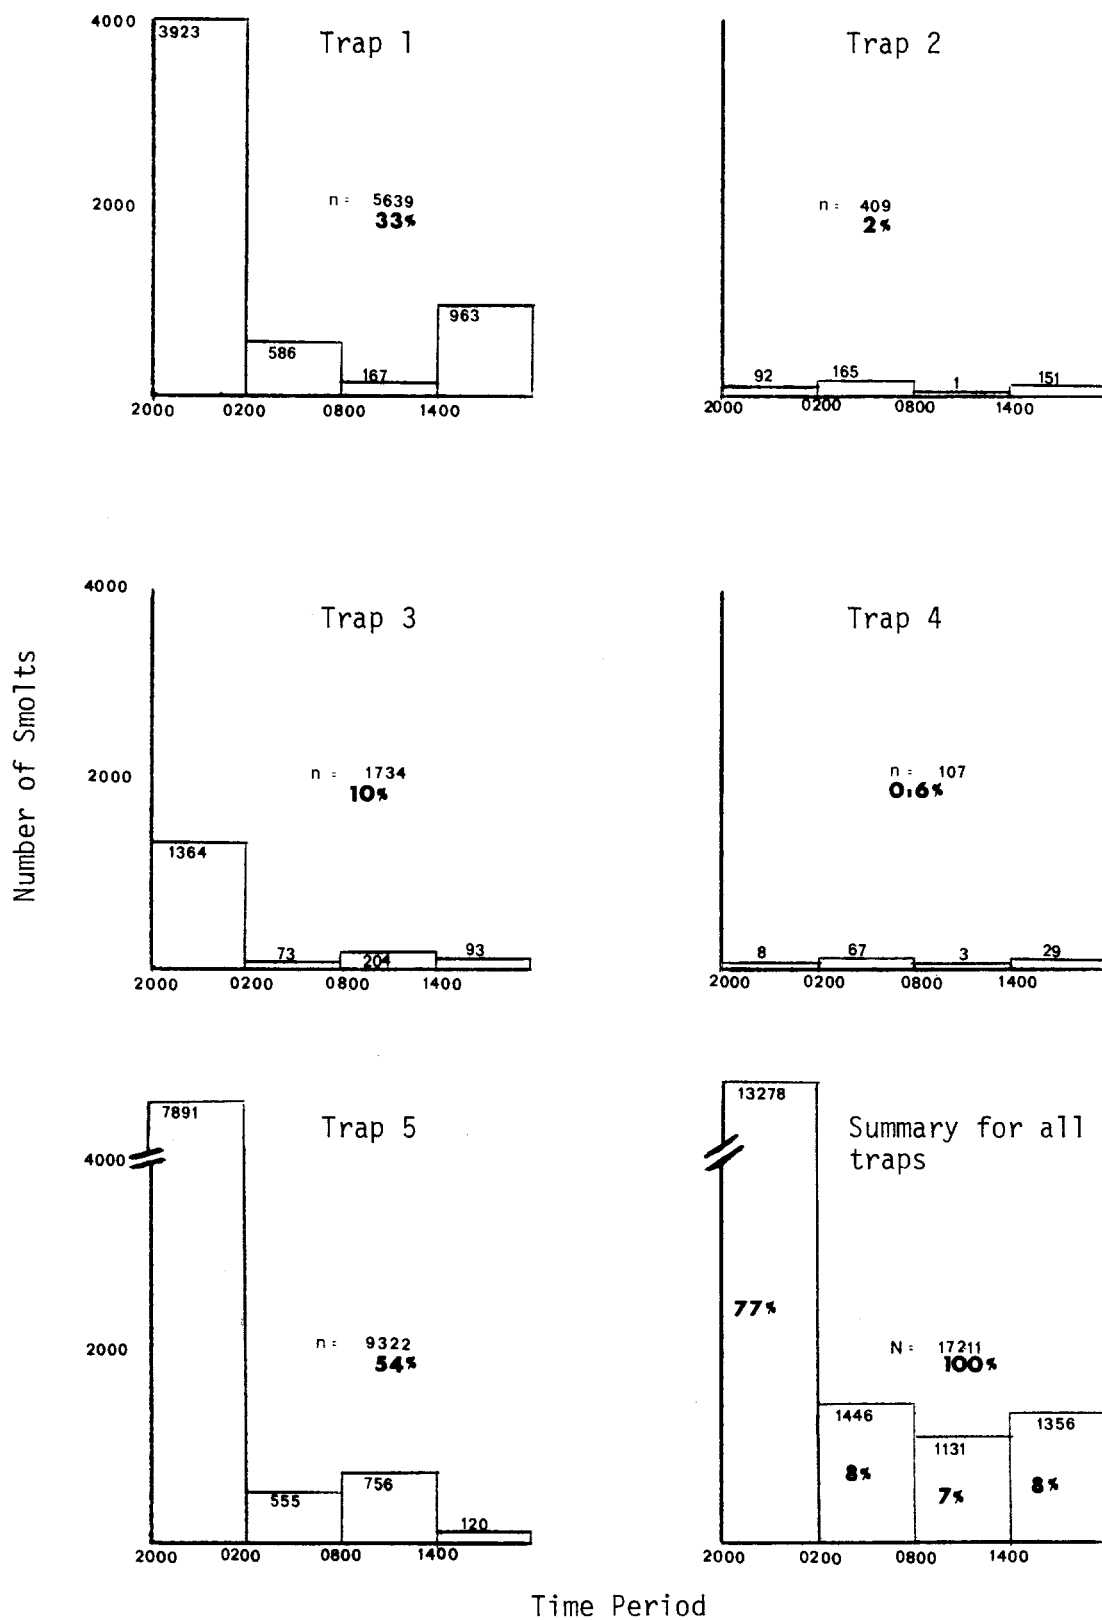 4000
3923
Trap 1
2000
n = 5639
33%
586
167
963
2000 0200 0800 1400
Trap 2
n = 409
2%
92
165
1
151
2000 0200 0800 1400
Number of Smolts
4000
Trap 3
2000
n = 1734
10%
1364
73
204
93
2000 0200 0800 1400
Trap 4
n = 107
0.6%
8
67
3
29
2000 0200 0800 1400
7891
Trap 5
4000
2000
n = 9322
54%
555
756
120
2000 0200 0800 1400
13278
Summary for all
traps
77%
N = 17211
100%
1446
8%
1131
7%
1356
8%
2000 0200 0800 1400
Time Period